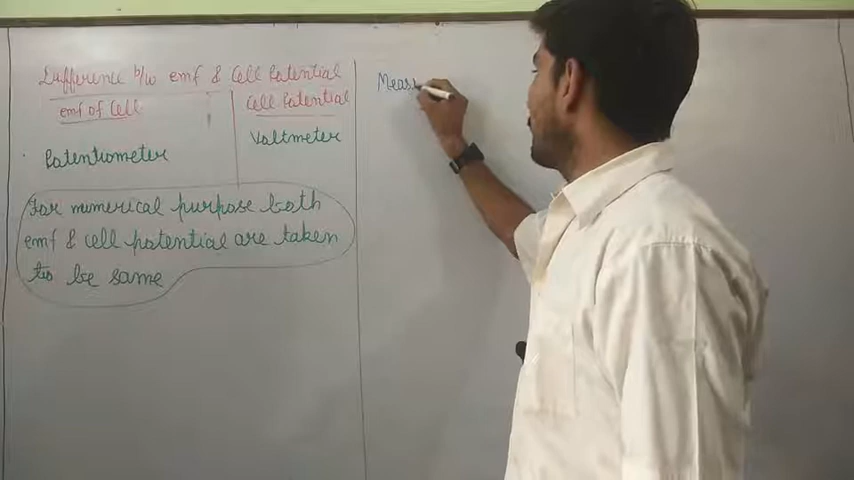 Difference b/w emf & Cell Potential
emf of Cell
Cell Potential
Potentiometer
Voltmeter
For numerical purpose both
emf & cell potential are taken
to be same
Meas